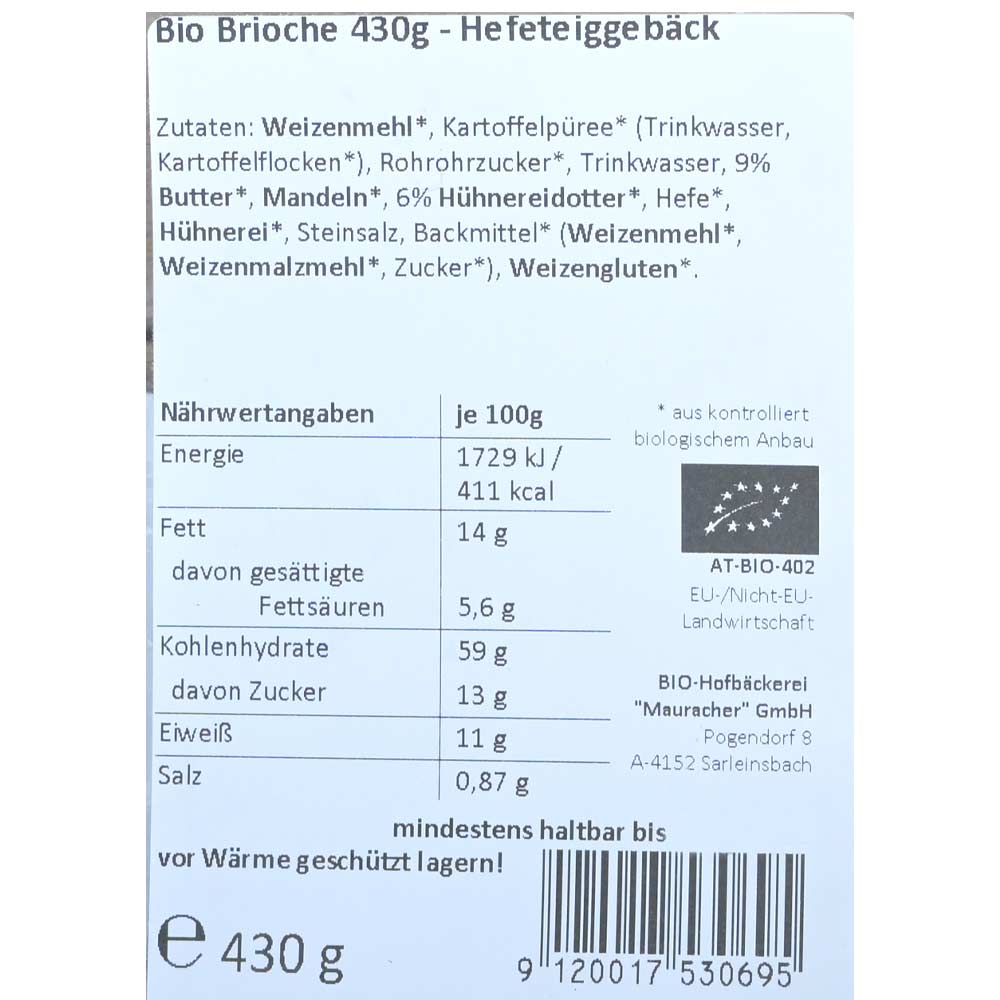 Bio Brioche 430g - Hefeteiggebäck
Zutaten: Weizenmehl*, Kartoffelpüree* (Trinkwasser,
Kartoffelflocken*), Rohrohrzucker*, Trinkwasser, 9%
Butter*, Mandeln*, 6% Hühnereidotter*, Hefe*,
Hühnerei*, Steinsalz, Backmittel* (Weizenmehl*,
Weizenmalzmehl*, Zucker*), Weizengluten*.
Nährwertangaben je 100g
Energie 1729 kJ /
411 kcal
Fett 14 g
davon gesättigte
Fettsäuren 5,6 g
Kohlenhydrate 59 g
davon Zucker 13 g
Eiweiß 11 g
Salz 0,87 g
* aus kontrolliert
biologischem Anbau
AT-BIO-402
EU-/Nicht-EU-
Landwirtschaft
BIO-Hofbäckerei
"Mauracher" GmbH
Pogendorf 8
A-4152 Sarleinsbach
mindestens haltbar bis
vor Wärme geschützt lagern!
℮ 430 g
9 120017 530695